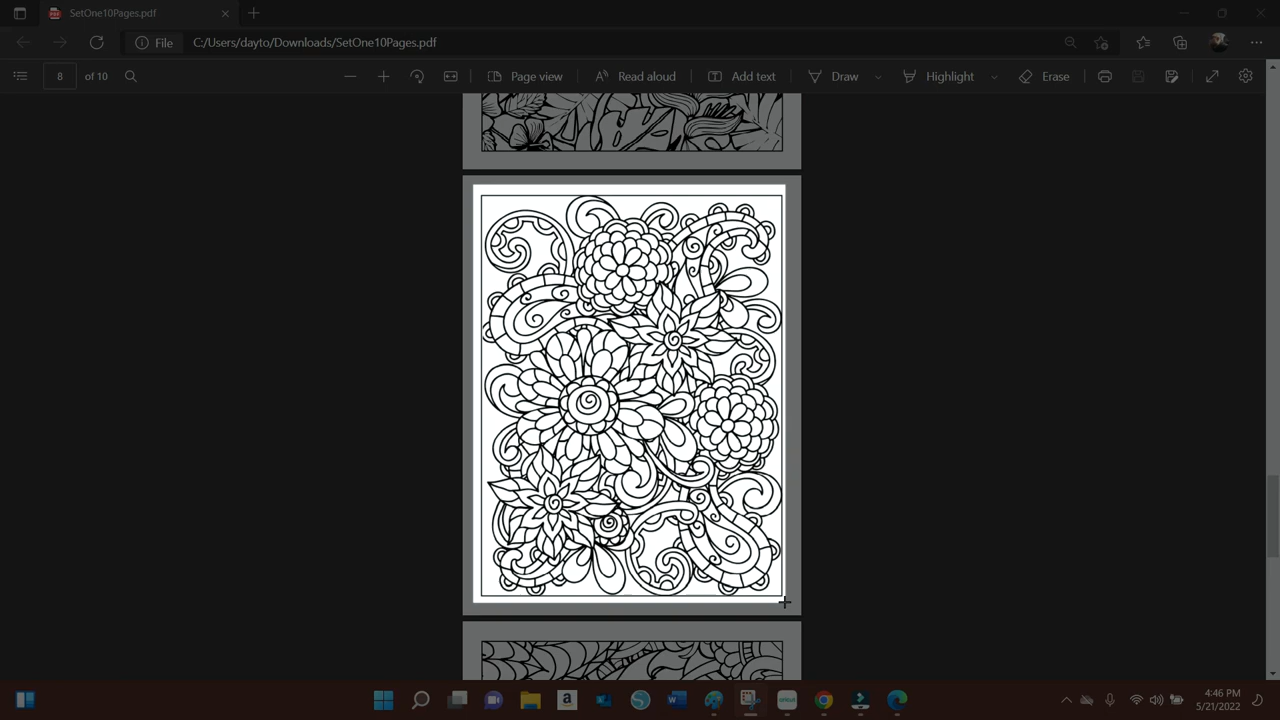 SetOne10Pages.pdf
File C:/Users/dayto/Downloads/SetOne10Pages.pdf
8 of 10 Page view Read aloud Add text Draw Highlight Erase
4:46 PM
5/21/2022